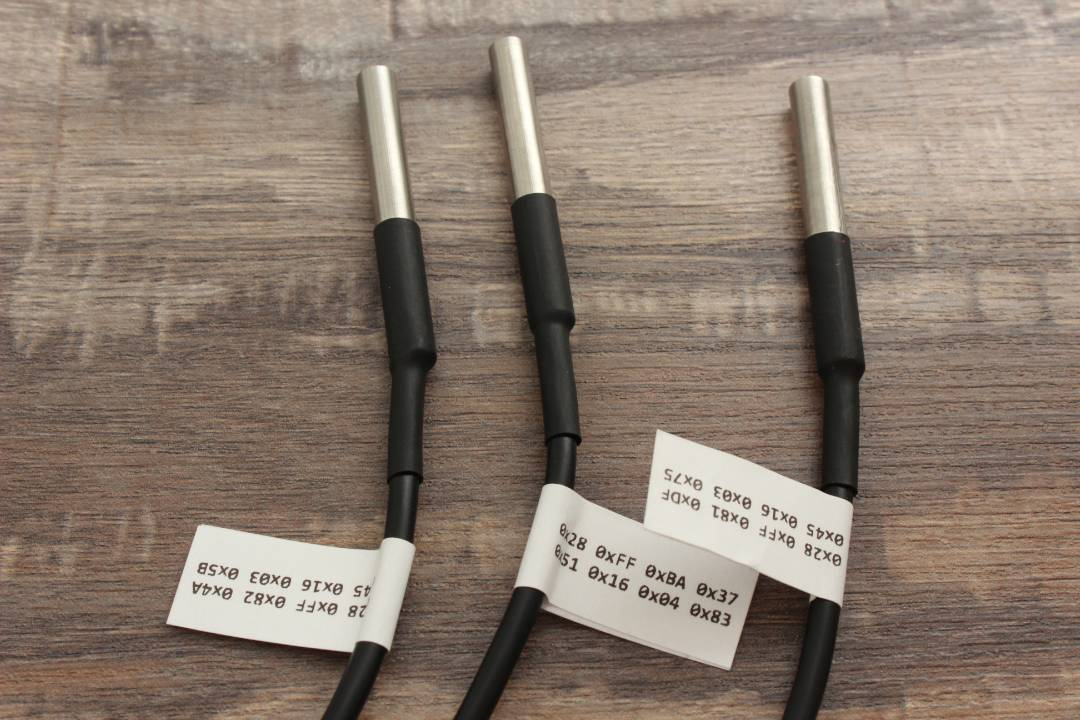 28 0xFF 0x82 0x4A
45 0x16 0x03 0x5B
0x28 0xFF 0xBA 0x37
0x51 0x16 0x04 0x83
0x28 0xFF 0x81 0xDF
0x45 0x16 0x03 0x75